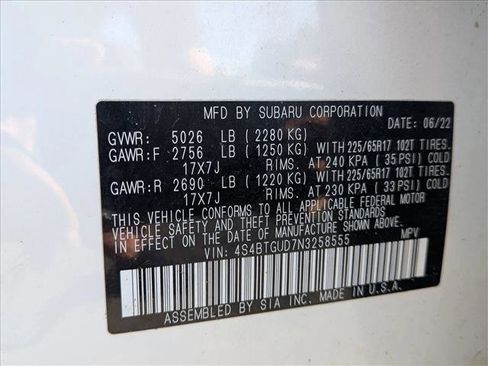 MFD BY SUBARU CORPORATION
DATE: 06/22
GVWR: 5026 LB (2280 KG)
GAWR:F 2756 LB (1250 KG) WITH 225/65R17 102T TIRES.
17X7J RIMS. AT 240 KPA (35 PSI) COLD
GAWR:R 2690 LB (1220 KG) WITH 225/65R17 102T TIRES.
17X7J RIMS. AT 230 KPA (33 PSI) COLD
THIS VEHICLE CONFORMS TO ALL APPLICABLE FEDERAL MOTOR
VEHICLE SAFETY AND BUMPER STANDARDS
IN EFFECT ON THE DATE OF MANUFACTURE SHOWN ABOVE.
VIN: 4S4BTGUD7N3258555 MPV
ASSEMBLED BY SIA INC. MADE IN U.S.A.